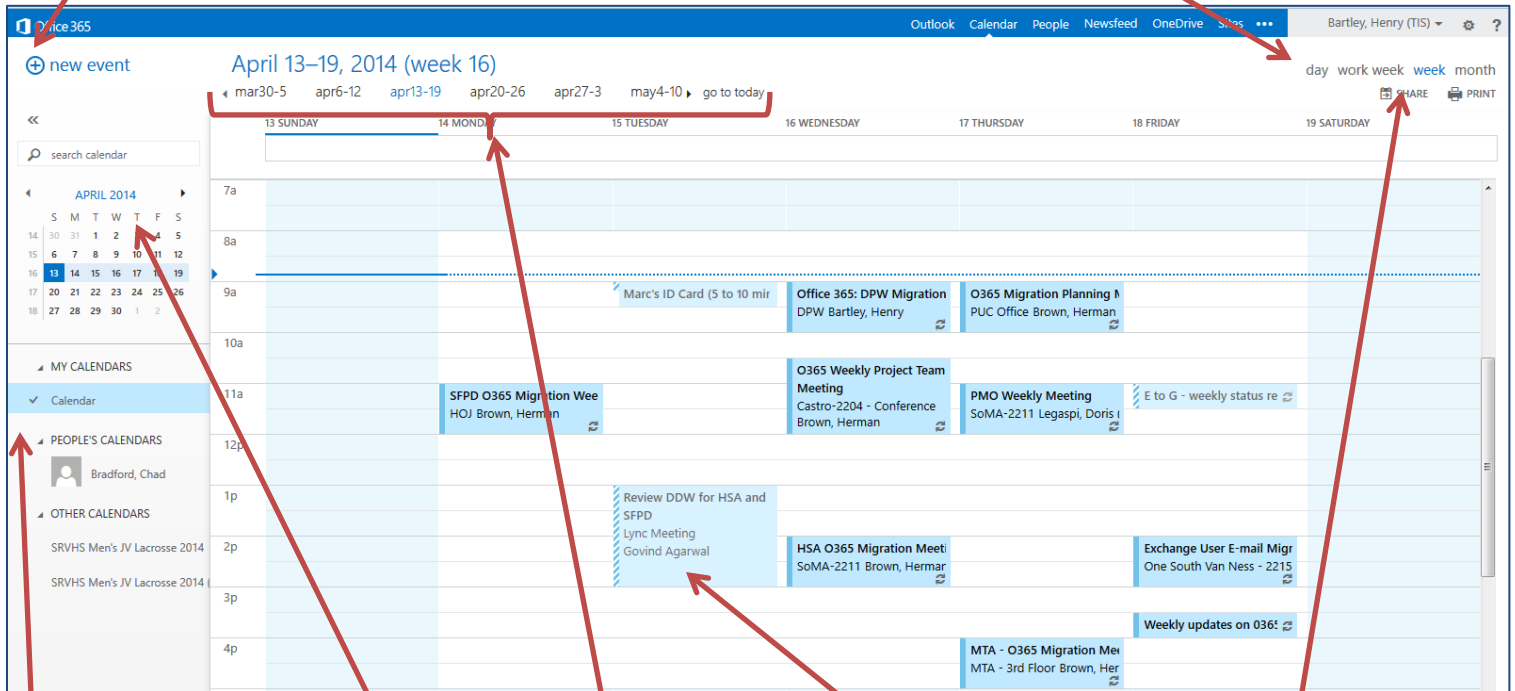 Office 365
Outlook Calendar People Newsfeed OneDrive Sites ••• Bartley, Henry (TIS) ?
new event
April 13–19, 2014 (week 16)
day work week week month
mar30-5 apr6-12 apr13-19 apr20-26 apr27-3 may4-10 go to today
SHARE PRINT
«
13 SUNDAY 14 MONDAY 15 TUESDAY 16 WEDNESDAY 17 THURSDAY 18 FRIDAY 19 SATURDAY
search calendar
APRIL 2014
S M T W T F S
14 30 31 1 2 3 4 5
15 6 7 8 9 10 11 12
16 13 14 15 16 17 18 19
17 20 21 22 23 24 25 26
18 27 28 29 30 1 2
MY CALENDARS
Calendar
PEOPLE'S CALENDARS
Bradford, Chad
OTHER CALENDARS
SRVHS Men's JV Lacrosse 2014
SRVHS Men's JV Lacrosse 2014 (
7a
8a
9a
10a
11a
12p
1p
2p
3p
4p
SFPD O365 Migration Wee
HOJ Brown, Herman
Marc's ID Card (5 to 10 mir
Review DDW for HSA and
SFPD
Lync Meeting
Govind Agarwal
Office 365: DPW Migration
DPW Bartley, Henry
O365 Weekly Project Team
Meeting
Castro-2204 - Conference
Brown, Herman
HSA O365 Migration Meeti
SoMA-2211 Brown, Herman
O365 Migration Planning M
PUC Office Brown, Herman
PMO Weekly Meeting
SoMA-2211 Legaspi, Doris (
MTA - O365 Migration Mee
MTA - 3rd Floor Brown, Her
E to G - weekly status re
Exchange User E-mail Migr
One South Van Ness - 2215
Weekly updates on 0365